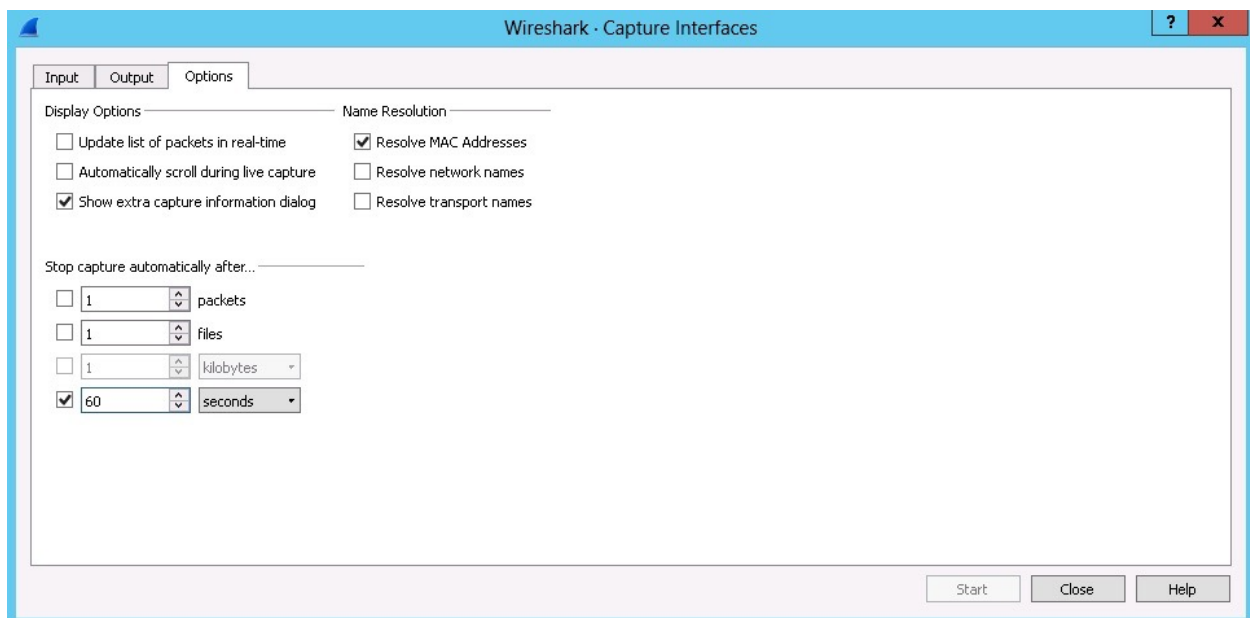 Wireshark · Capture Interfaces
? x
Input Output Options
Display Options Name Resolution
Update list of packets in real-time Resolve MAC Addresses
Automatically scroll during live capture Resolve network names
Show extra capture information dialog Resolve transport names
Stop capture automatically after...
1 packets
1 files
1 kilobytes
60 seconds
Start Close Help